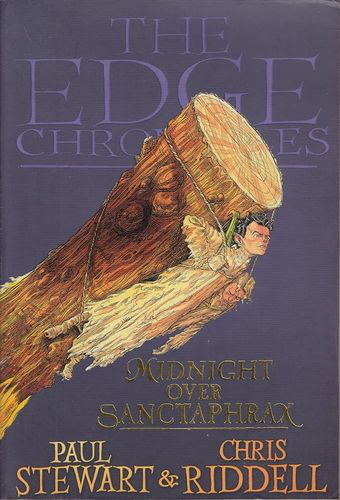 THE
EDGE
CHRONICLES
MIDNIGHT
OVER
SANCTAPHRAX
PAUL CHRIS
STEWART & RIDDELL